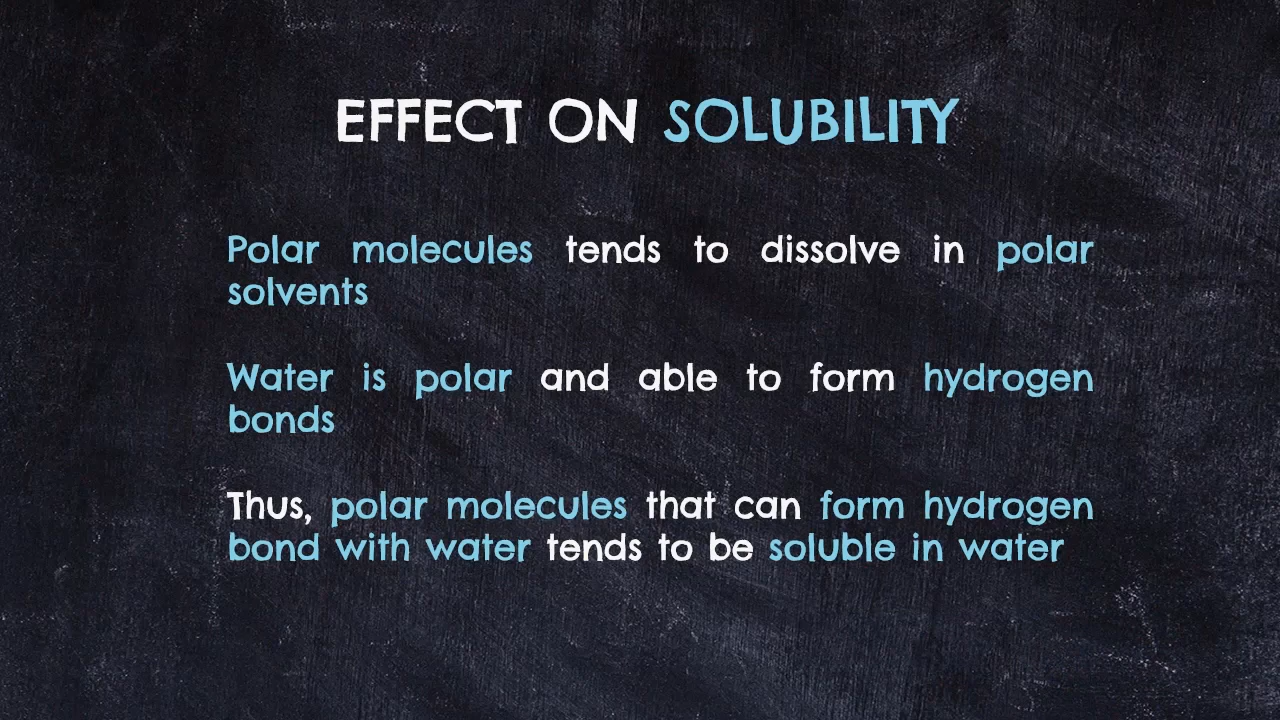 EFFECT ON SOLUBILITY
Polar molecules tends to dissolve in polar
solvents
Water is polar and able to form hydrogen
bonds
Thus, polar molecules that can form hydrogen
bond with water tends to be soluble in water